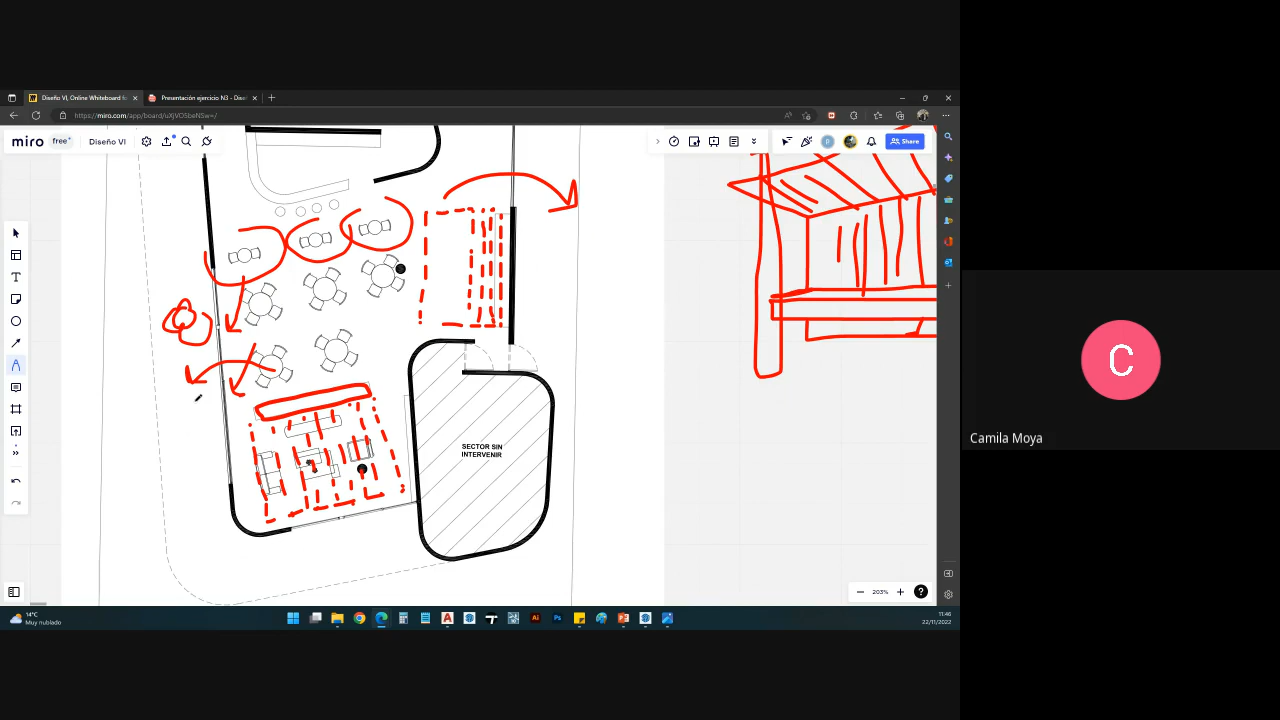 Diseño VI, Online Whiteboard fo
Presentación ejercicio N3 - Dise
https://miro.com/app/board/uXjVOSbeNSw=/
miro
free
Diseño VI
Share
SECTOR SIN
INTERVENIR
203%
14°C
Muy nublado
11:46
22/11/2022
C
Camila Moya